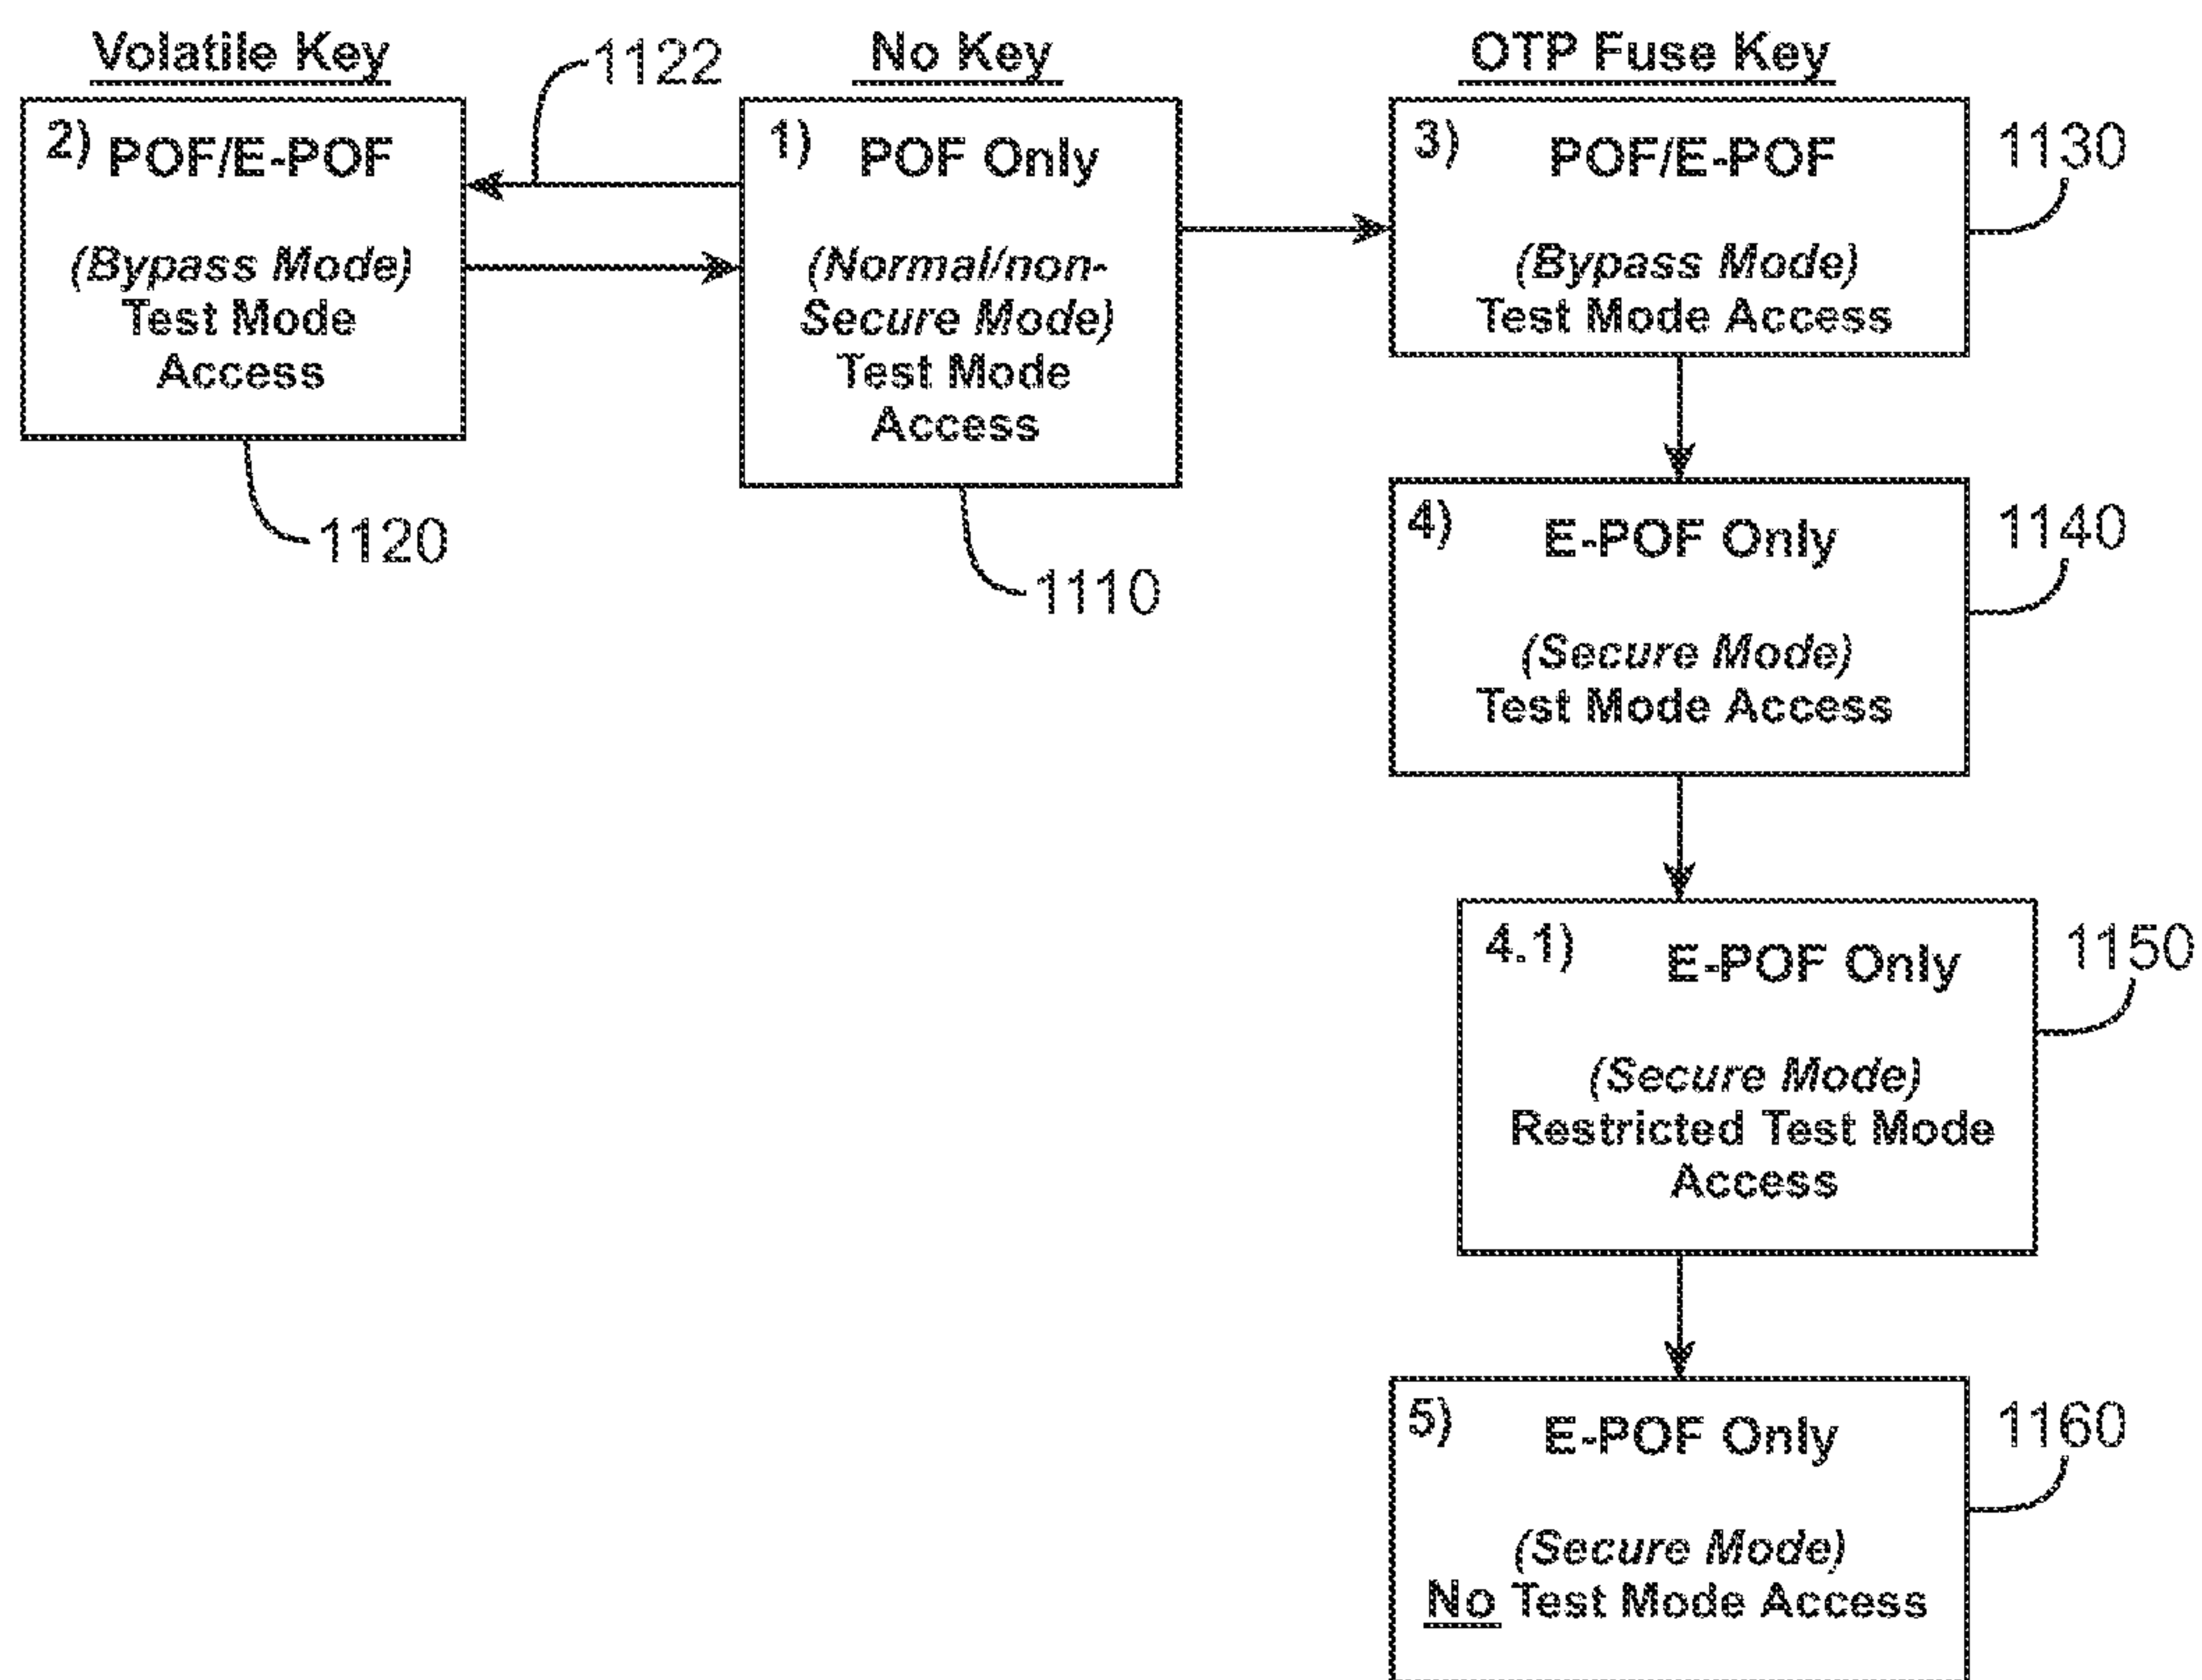 Volatile Key
1122
No Key
OTP Fuse Key
2) POF/E-POF
(Bypass Mode)
Test Mode
Access
1120
1) POF Only
(Normal/non-
Secure Mode)
Test Mode
Access
1110
3) POF/E-POF
(Bypass Mode)
Test Mode Access
1130
4) E-POF Only
(Secure Mode)
Test Mode Access
1140
4.1) E-POF Only
(Secure Mode)
Restricted Test Mode
Access
1150
5) E-POF Only
(Secure Mode)
No Test Mode Access
1160